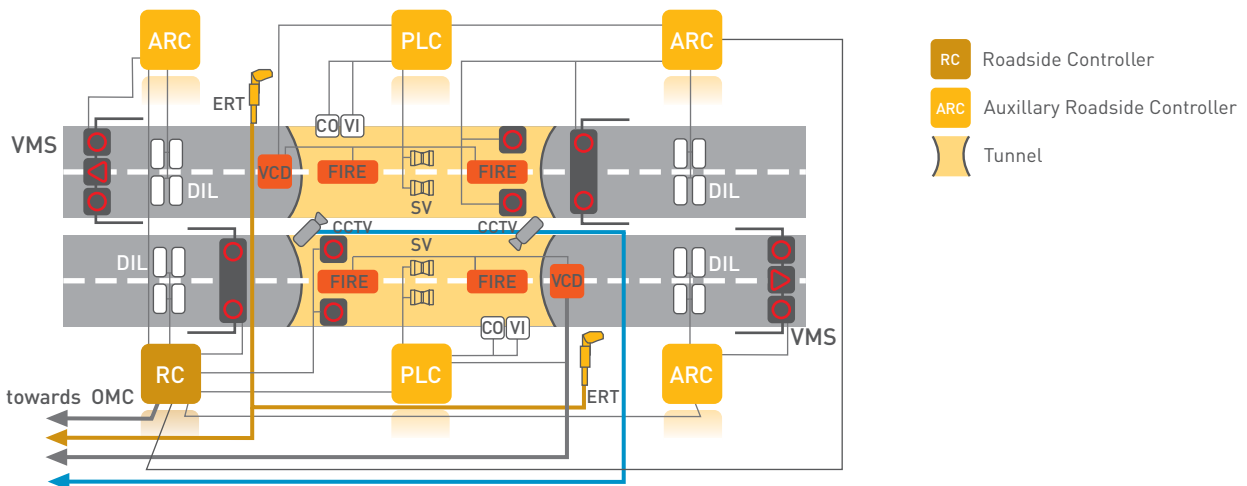 ARC
PLC
ARC
ERT
CO VI
VMS
VCD
FIRE
FIRE
DIL
SV
DIL
CCTV
CCTV
SV
DIL
FIRE
FIRE
VCD
DIL
CO VI
VMS
RC
PLC
ARC
towards OMC
ERT
RC Roadside Controller
ARC Auxillary Roadside Controller
Tunnel